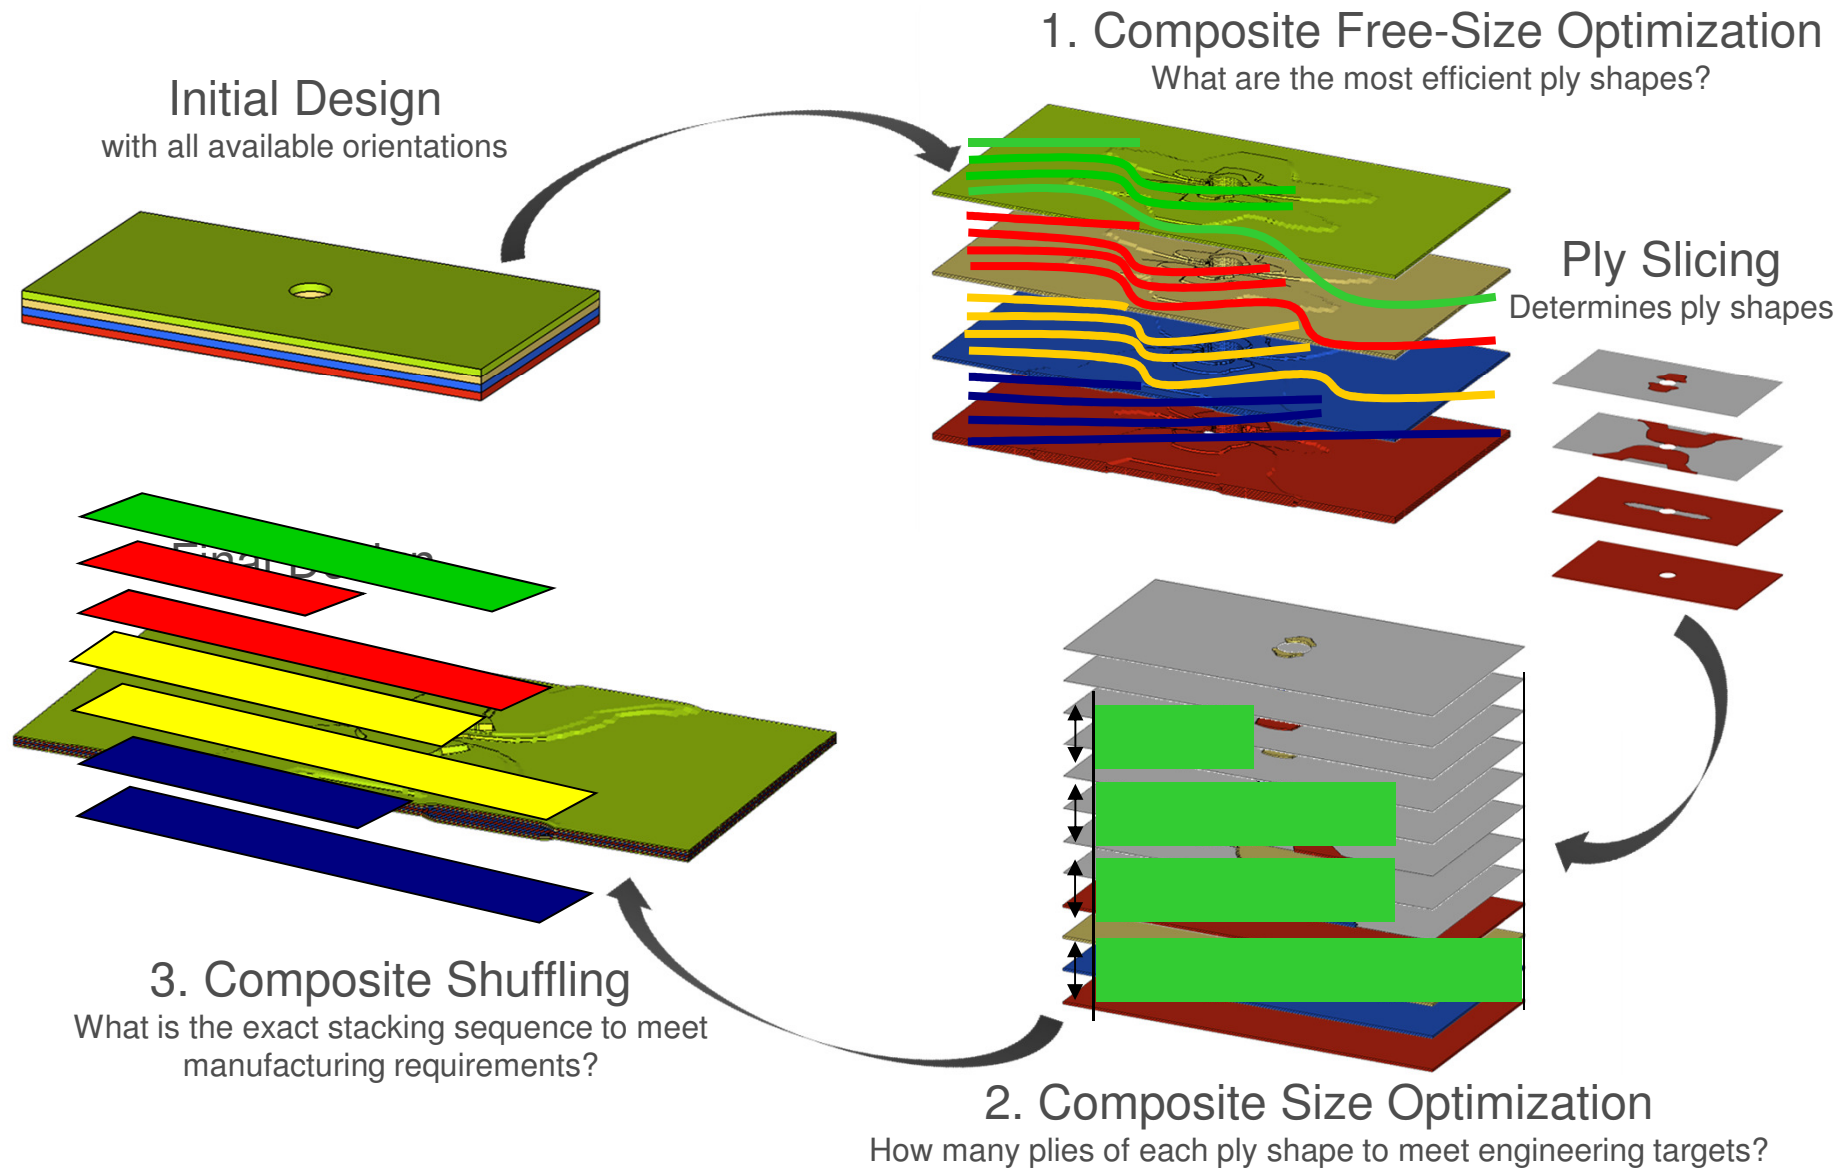 1. Composite Free-Size Optimization
What are the most efficient ply shapes?
Initial Design
with all available orientations
Ply Slicing
Determines ply shapes
Final
3. Composite Shuffling
What is the exact stacking sequence to meet
manufacturing requirements?
2. Composite Size Optimization
How many plies of each ply shape to meet engineering targets?